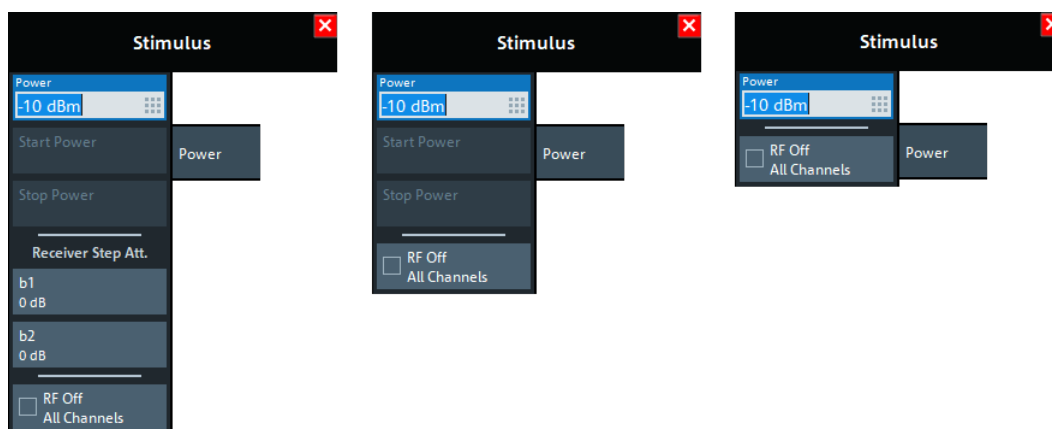 Stimulus
Power
-10 dBm
Start Power
Power
Stop Power
Receiver Step Att.
b1
0 dB
b2
0 dB
RF Off
All Channels
Stimulus
Power
-10 dBm
Start Power
Power
Stop Power
RF Off
All Channels
Stimulus
Power
-10 dBm
RF Off
All Channels
Power